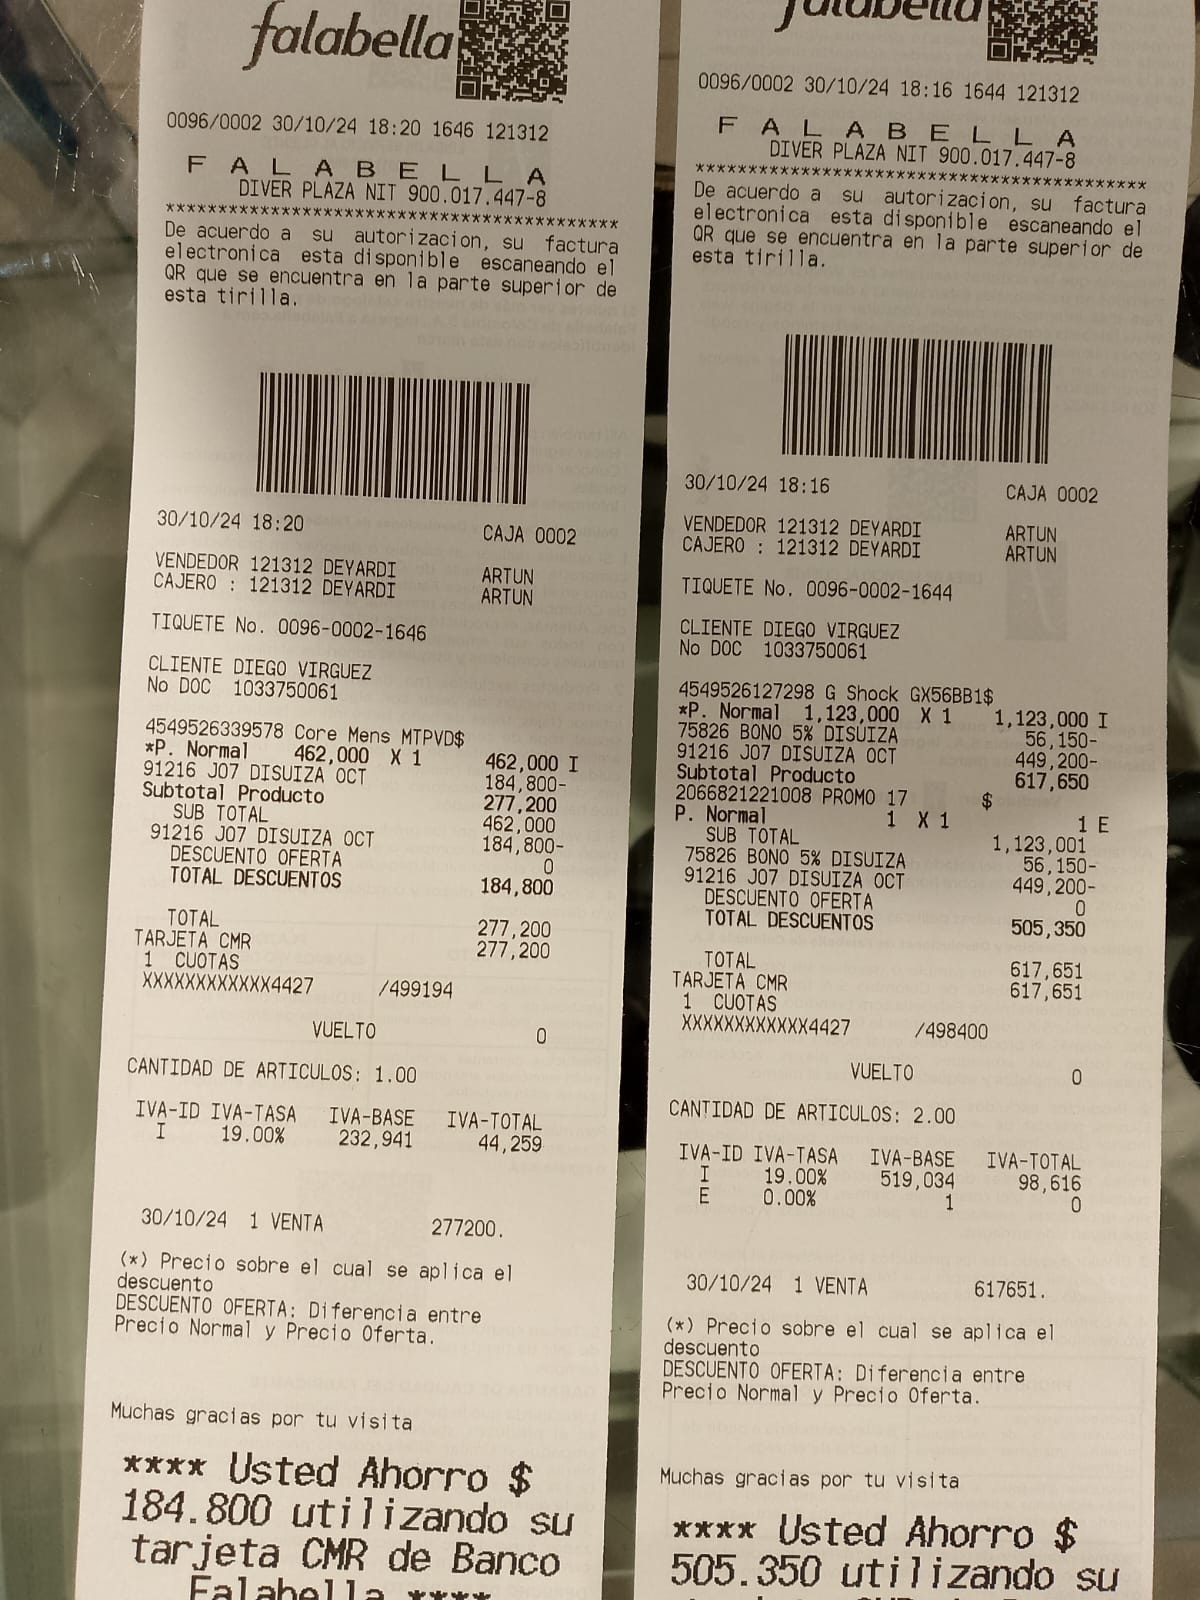 falabella
0096/0002 30/10/24 18:20 1646 121312
F A L A B E L L A
DIVER PLAZA NIT 900.017.447-8
*******************************************
De acuerdo a su autorizacion, su factura
electronica esta disponible escaneando el
QR que se encuentra en la parte superior de
esta tirilla.
30/10/24 18:20 CAJA 0002
VENDEDOR 121312 DEYARDI ARTUN
CAJERO : 121312 DEYARDI ARTUN
TIQUETE No. 0096-0002-1646
CLIENTE DIEGO VIRGUEZ
No DOC 1033750061
4549526339578 Core Mens MTPVD$
*P. Normal 462,000 X 1 462,000 I
91216 J07 DISUIZA OCT 184,800-
Subtotal Producto 277,200
SUB TOTAL 462,000
91216 J07 DISUIZA OCT 184,800-
DESCUENTO OFERTA 0
TOTAL DESCUENTOS 184,800
TOTAL 277,200
TARJETA CMR 277,200
1 CUOTAS
XXXXXXXXXXXX4427 /499194
VUELTO 0
CANTIDAD DE ARTICULOS: 1.00
IVA-ID IVA-TASA IVA-BASE IVA-TOTAL
I 19.00% 232,941 44,259
30/10/24 1 VENTA 277200.
(*) Precio sobre el cual se aplica el
descuento
DESCUENTO OFERTA: Diferencia entre
Precio Normal y Precio Oferta.
Muchas gracias por tu visita
**** Usted Ahorro $
184.800 utilizando su
tarjeta CMR de Banco
Falabella ****
falabella
0096/0002 30/10/24 18:16 1644 121312
F A L A B E L L A
DIVER PLAZA NIT 900.017.447-8
*******************************************
De acuerdo a su autorizacion, su factura
electronica esta disponible escaneando el
QR que se encuentra en la parte superior de
esta tirilla.
30/10/24 18:16 CAJA 0002
VENDEDOR 121312 DEYARDI ARTUN
CAJERO : 121312 DEYARDI ARTUN
TIQUETE No. 0096-0002-1644
CLIENTE DIEGO VIRGUEZ
No DOC 1033750061
4549526127298 G Shock GX56BB1$
*P. Normal 1,123,000 X 1 1,123,000 I
75826 BONO 5% DISUIZA 56,150-
91216 J07 DISUIZA OCT 449,200-
Subtotal Producto 617,650
2066821221008 PROMO 17 $
P. Normal 1 X 1 1 E
SUB TOTAL 1,123,001
75826 BONO 5% DISUIZA 56,150-
91216 J07 DISUIZA OCT 449,200-
DESCUENTO OFERTA 0
TOTAL DESCUENTOS 505,350
TOTAL 617,651
TARJETA CMR 617,651
1 CUOTAS
XXXXXXXXXXXX4427 /498400
VUELTO 0
CANTIDAD DE ARTICULOS: 2.00
IVA-ID IVA-TASA IVA-BASE IVA-TOTAL
I 19.00% 519,034 98,616
E 0.00% 1 0
30/10/24 1 VENTA 617651.
(*) Precio sobre el cual se aplica el
descuento
DESCUENTO OFERTA: Diferencia entre
Precio Normal y Precio Oferta.
Muchas gracias por tu visita
**** Usted Ahorro $
505.350 utilizando su